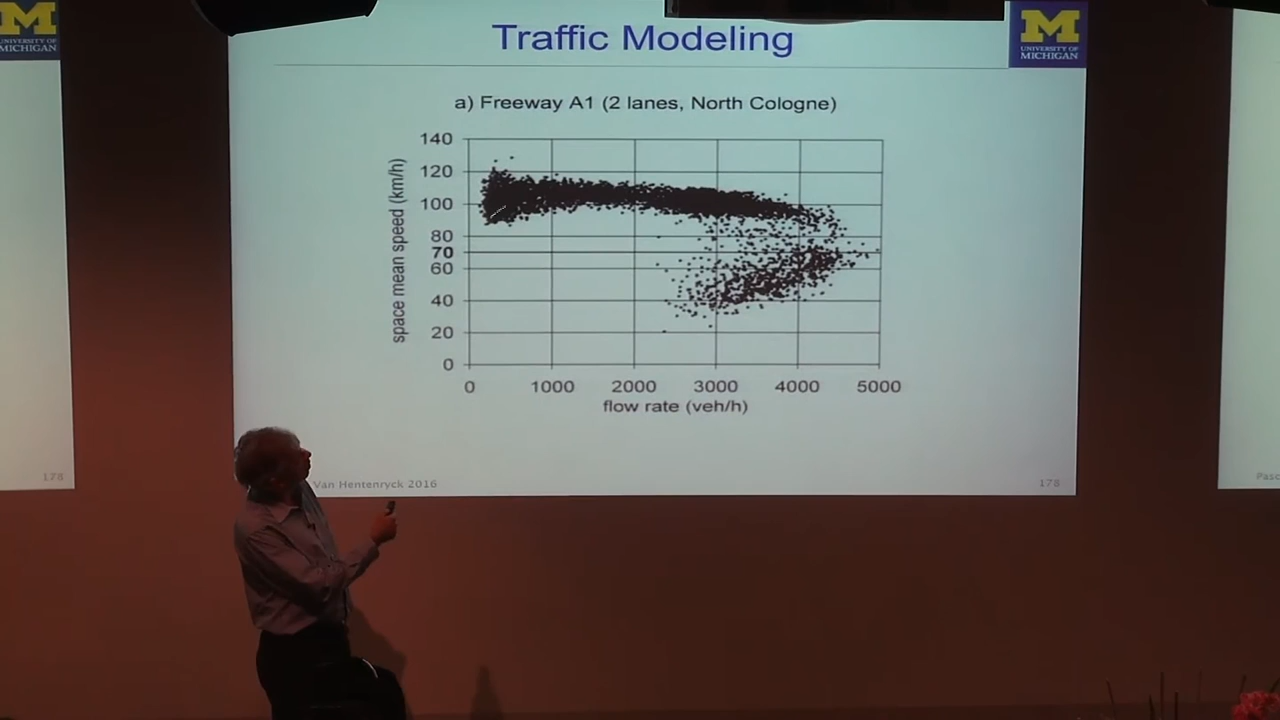 M
UNIVERSITY OF
MICHIGAN
Traffic Modeling
M
UNIVERSITY OF
MICHIGAN
a) Freeway A1 (2 lanes, North Cologne)
space mean speed (km/h)
140
120
100
80
70
60
40
20
0
0 1000 2000 3000 4000 5000
flow rate (veh/h)
178
Van Hentenryck 2016
178
Pasc